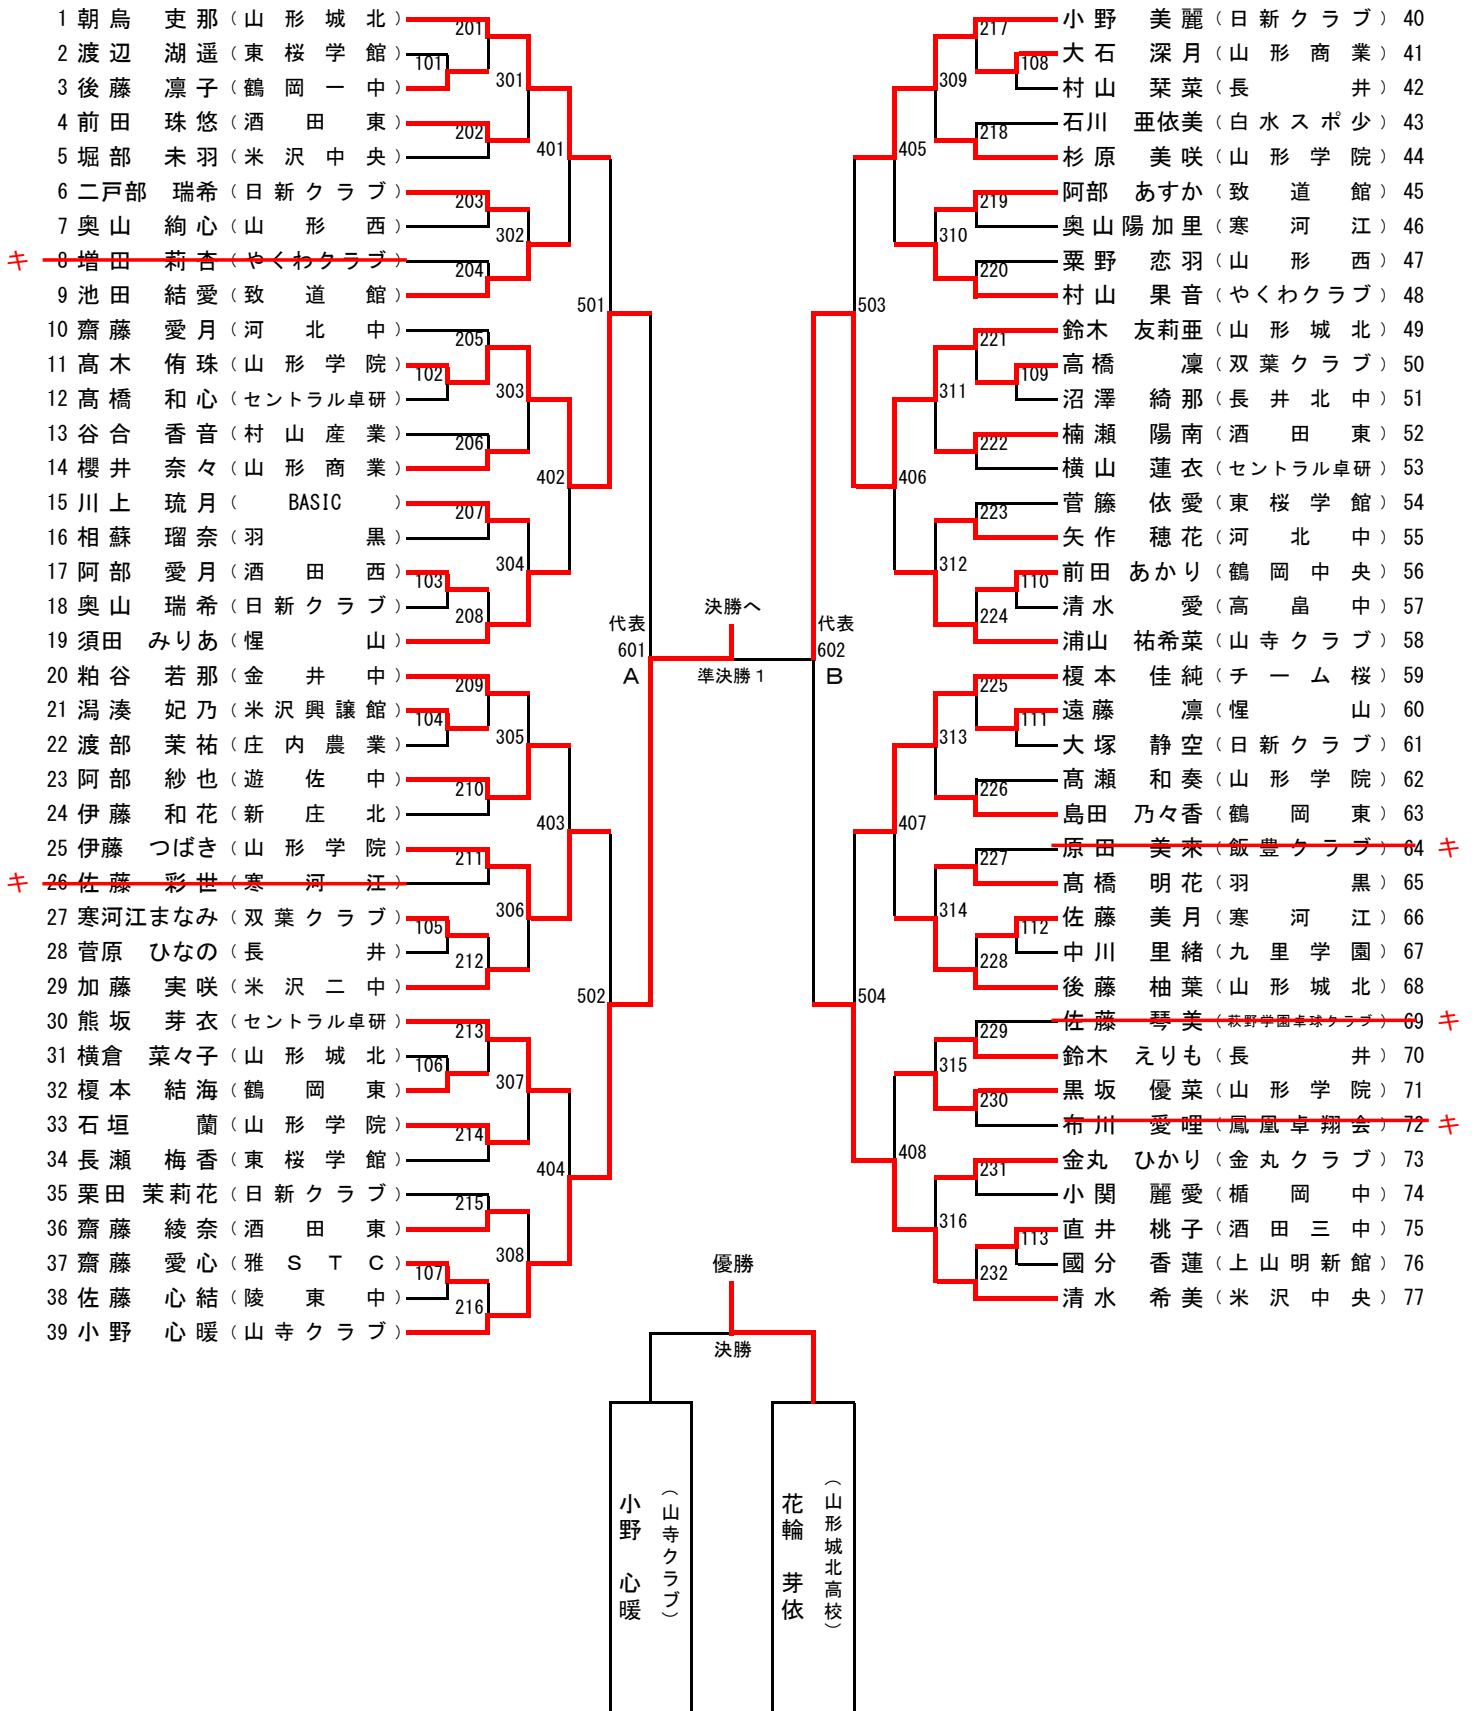 1 朝烏 吏那（山形城北）
2 渡辺 湖遥（東桜学館）
3 後藤 凛子（鶴岡一中）
4 前田 珠悠（酒田東）
5 堀部 未羽（米沢中央）
6 二戸部 瑞希（日新クラブ）
7 奥山 絢心（山形西）
キ 8 増田 莉杏（やくわクラブ）
9 池田 結愛（致道館）
10 齋藤 愛月（河北中）
11 髙木 侑珠（山形学院）
12 髙橋 和心（セントラル卓研）
13 谷合 香音（村山産業）
14 櫻井 奈々（山形商業）
15 川上 琉月（BASIC）
16 相蘇 瑠奈（羽黒）
17 阿部 愛月（酒田西）
18 奥山 瑞希（日新クラブ）
19 須田 みりあ（惺山）
20 粕谷 若那（金井中）
21 潟湊 妃乃（米沢興譲館）
22 渡部 茉祐（庄内農業）
23 阿部 紗也（遊佐中）
24 伊藤 和花（新庄北）
25 伊藤 つばき（山形学院）
キ 26 佐藤 彩世（寒河江）
27 寒河江まなみ（双葉クラブ）
28 菅原 ひなの（長井）
29 加藤 実咲（米沢二中）
30 熊坂 芽衣（セントラル卓研）
31 横倉 菜々子（山形城北）
32 榎本 結海（鶴岡東）
33 石垣 蘭（山形学院）
34 長瀬 梅香（東桜学館）
35 栗田 茉莉花（日新クラブ）
36 齋藤 綾奈（酒田東）
37 齋藤 愛心（雅STC）
38 佐藤 心結（陵東中）
39 小野 心暖（山寺クラブ）
101
102
103
104
105
106
107
201
202
203
204
205
206
207
208
209
210
211
212
213
214
215
216
301
302
303
304
305
306
307
308
401
402
403
404
501
502
代表
601
A
決勝へ
準決勝1
代表
602
B
503
504
405
406
407
408
309
310
311
312
313
314
315
316
217
218
219
220
221
222
223
224
225
226
227
228
229
230
231
232
108
109
110
111
112
113
小野 美麗（日新クラブ）40
大石 深月（山形商業）41
村山 栞菜（長井）42
石川 亜依美（白水スポ少）43
杉原 美咲（山形学院）44
阿部 あすか（致道館）45
奥山陽加里（寒河江）46
粟野 恋羽（山形西）47
村山 果音（やくわクラブ）48
鈴木 友莉亜（山形城北）49
高橋 凜（双葉クラブ）50
沼澤 綺那（長井北中）51
楠瀬 陽南（酒田東）52
横山 蓮衣（セントラル卓研）53
菅籐 依愛（東桜学館）54
矢作 穂花（河北中）55
前田 あかり（鶴岡中央）56
清水 愛（高畠中）57
浦山 祐希菜（山寺クラブ）58
榎本 佳純（チーム桜）59
遠藤 凛（惺山）60
大塚 静空（日新クラブ）61
髙瀬 和奏（山形学院）62
島田 乃々香（鶴岡東）63
原田 美來（飯豊クラブ）64 キ
髙橋 明花（羽黒）65
佐藤 美月（寒河江）66
中川 里緒（九里学園）67
後藤 柚葉（山形城北）68
佐藤 琴美（萩野学園卓球クラブ）69 キ
鈴木 えりも（長井）70
黒坂 優菜（山形学院）71
布川 愛哩（鳳凰卓翔会）72 キ
金丸 ひかり（金丸クラブ）73
小関 麗愛（楯岡中）74
直井 桃子（酒田三中）75
國分 香蓮（上山明新館）76
清水 希美（米沢中央）77
優勝
決勝
小野 心暖
（山寺クラブ）
花輪 芽依
（山形城北高校）